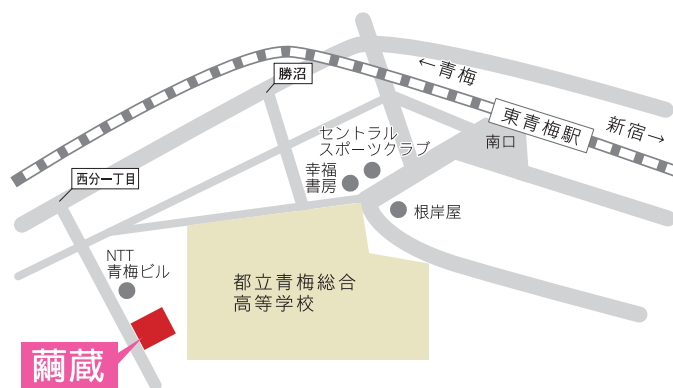 勝沼
←青梅
東青梅駅
新宿→
南口
セントラル
スポーツクラブ
幸福
書房
西分一丁目
根岸屋
NTT
青梅ビル
都立青梅総合
高等学校
繭蔵